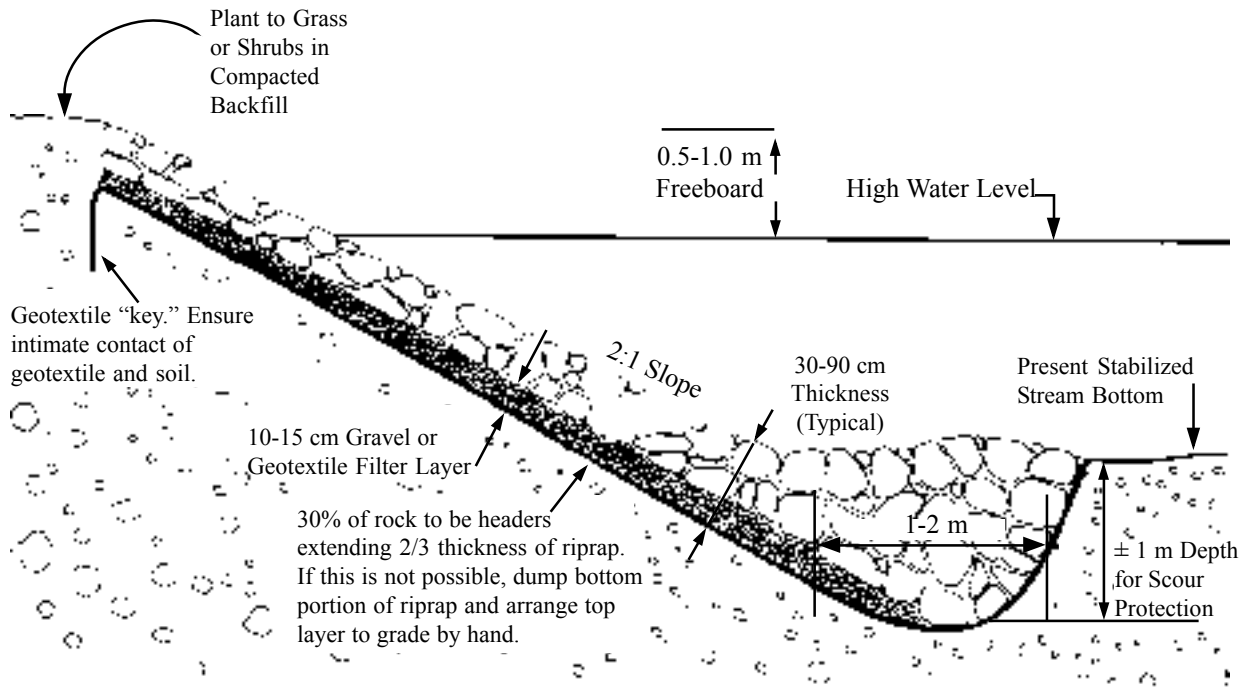 Plant to Grass
or Shrubs in
Compacted
Backfill
0.5-1.0 m
Freeboard
High Water Level
Geotextile “key.” Ensure
intimate contact of
geotextile and soil.
2:1 Slope
30-90 cm
Thickness
(Typical)
Present Stabilized
Stream Bottom
10-15 cm Gravel or
Geotextile Filter Layer
30% of rock to be headers
extending 2/3 thickness of riprap.
If this is not possible, dump bottom
portion of riprap and arrange top
layer to grade by hand.
1-2 m
± 1 m Depth
for Scour
Protection